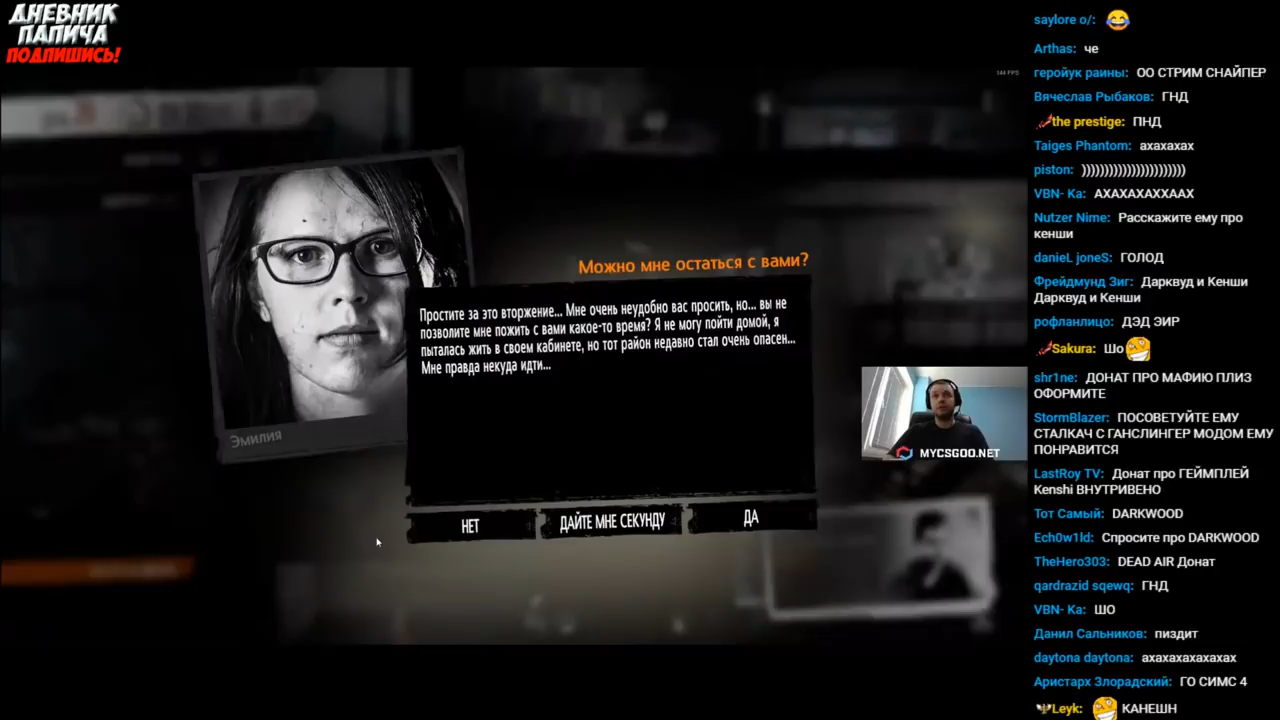 ДНЕВНИК
ПАПИЧА
ПОДПИШИСЬ!
144 FPS
Эмилия
Можно мне остаться с вами?
Простите за это вторжение... Мне очень неудобно вас просить, но... вы не
позволите мне пожить с вами какое-то время? Я не могу пойти домой, я
пыталась жить в своем кабинете, но тот район недавно стал очень опасен...
Мне правда некуда идти...
НЕТ
ДАЙТЕ МНЕ СЕКУНДУ
ДА
MYCSGOO.NET
saylore o/:
Arthas: че
геройук раины: ОО СТРИМ СНАЙПЕР
Вячеслав Рыбаков: ГНД
the prestige: ПНД
Taiges Phantom: ахахахах
piston: )))))))))))))))))))))))
VBN- Ka: АХАХАХАХХААХ
Nutzer Nime: Расскажите ему про
кенши
danieL joneS: ГОЛОД
Фреймунд Зиг: Дарквуд и Кенши
Дарквуд и Кенши
рофланлицо: ДЭД ЭИР
Sakura: Шо
shr1ne: ДОНАТ ПРО МАФИЮ ПЛИЗ
ОФОРМИТЕ
StormBlazer: ПОСОВЕТУЙТЕ ЕМУ
СТАЛКАЧ С ГАНСЛИНГЕР МОДОМ ЕМУ
ПОНРАВИТСЯ
LastRoy TV: Донат про ГЕЙМПЛЕЙ
Kenshi ВНУТРИВЕНО
Тот Самый: DARKWOOD
Ech0w1ld: Спросите про DARKWOOD
TheHero303: DEAD AIR Донат
qardrazid sqewq: ГНД
VBN- Ka: ШО
Данил Сальников: пиздит
daytona daytona: ахахахахахахах
Аристарх Злорадский: ГО СИМС 4
Leyk: КАНЕШН